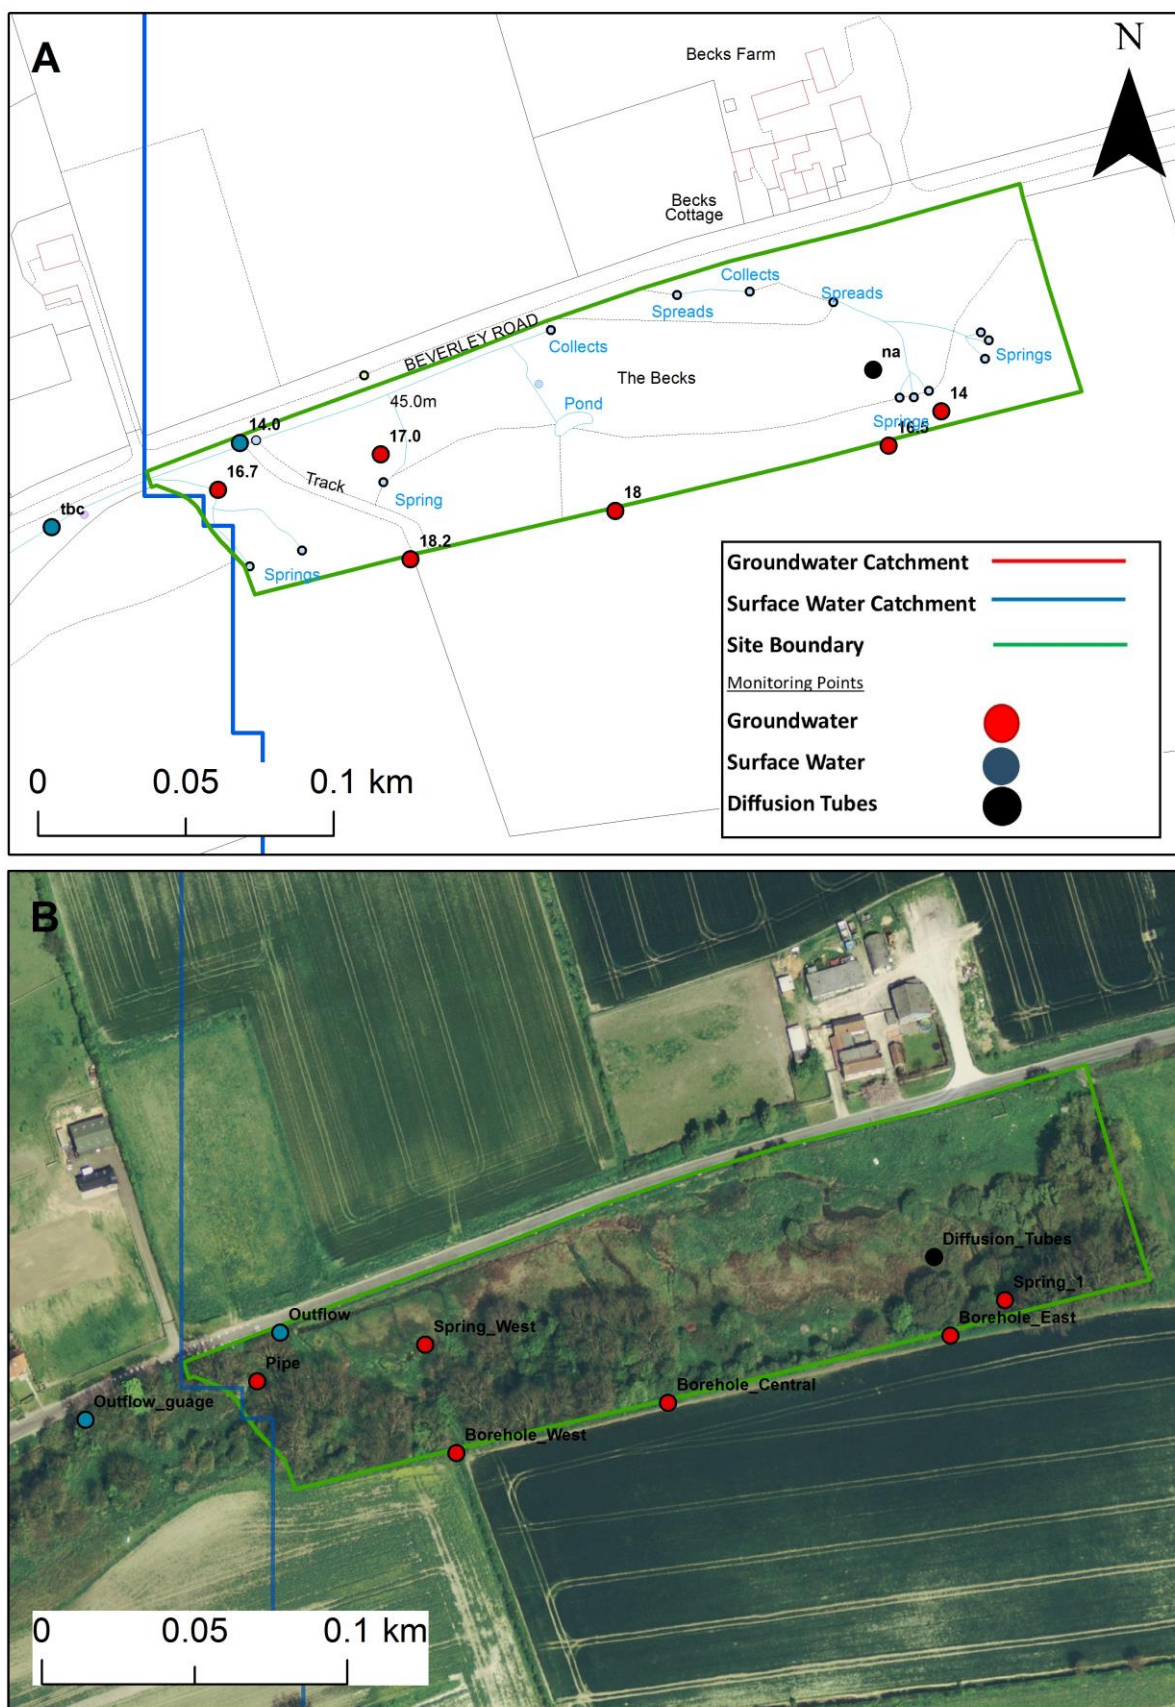 A
N
Becks Farm
Becks
Cottage
Collects
Spreads
Spreads
BEVERLEY ROAD
Collects
na
Springs
The Becks
45.0m
Pond
14
14.0
17.0
Springs
16.5
16.7
Track
Spring
tbc
18
18.2
Springs
Groundwater Catchment
Surface Water Catchment
Site Boundary
Monitoring Points
Groundwater
Surface Water
Diffusion Tubes
0 0.05 0.1 km
B
Diffusion_Tubes
Spring_1
Borehole_East
Outflow
Spring_West
Pipe
Borehole_Central
Outflow_guage
Borehole_West
0 0.05 0.1 km